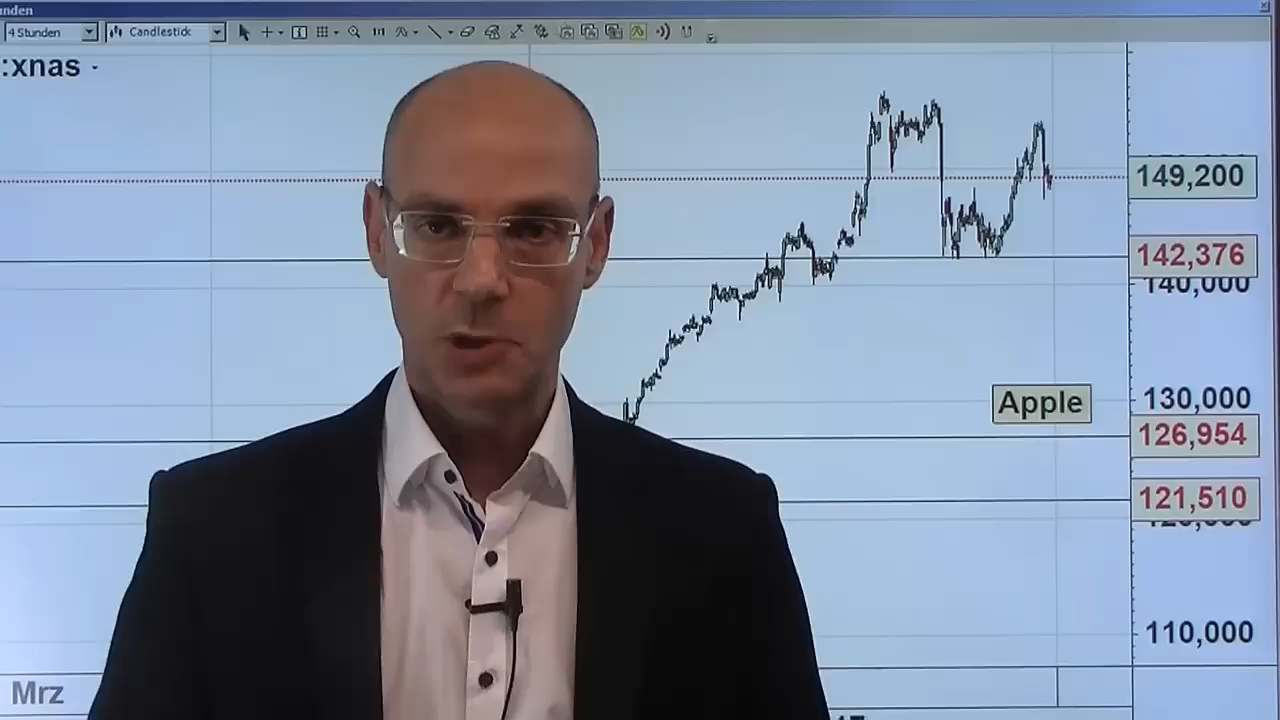 nden
4 Stunden
Candlestick
:xnas
149,200
142,376
140,000
Apple
130,000
126,954
121,510
110,000
Mrz